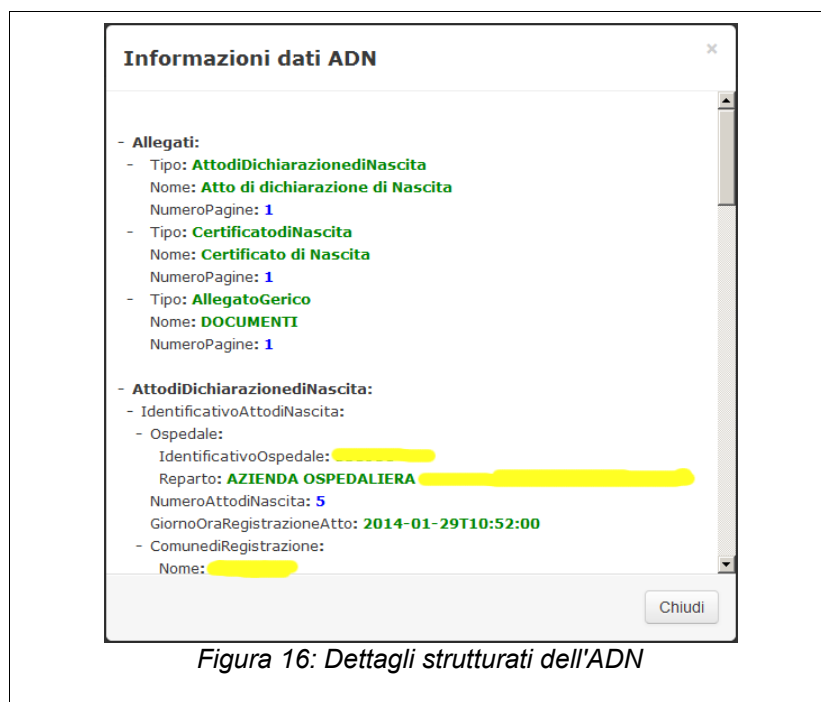 Informazioni dati ADN
×
- Allegati:
- Tipo: AttodiDichiarazionediNascita
Nome: Atto di dichiarazione di Nascita
NumeroPagine: 1
- Tipo: CertificatodiNascita
Nome: Certificato di Nascita
NumeroPagine: 1
- Tipo: AllegatoGerico
Nome: DOCUMENTI
NumeroPagine: 1
- AttodiDichiarazionediNascita:
- IdentificativoAttodiNascita:
- Ospedale:
IdentificativoOspedale:
Reparto: AZIENDA OSPEDALIERA
NumeroAttodiNascita: 5
GiornoOraRegistrazioneAtto: 2014-01-29T10:52:00
- ComunediRegistrazione:
Nome:
Chiudi
Figura 16: Dettagli strutturati dell'ADN